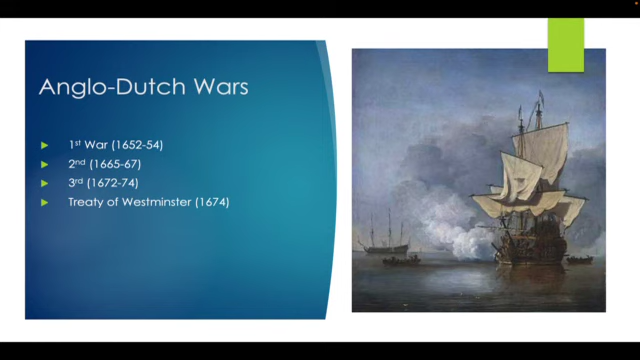 Anglo-Dutch Wars
1st War (1652-54)
2nd (1665-67)
3rd (1672-74)
Treaty of Westminster (1674)